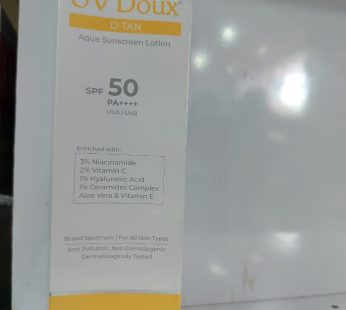 UV Doux®
D-TAN
Aqua Sunscreen Lotion
SPF 50
PA++++
UVA / UVB
Enriched with:
3% Niacinamide
2% Vitamin C
1% Hyaluronic Acid
1% Ceramides Complex
Aloe Vera & Vitamin E
Broad Spectrum | For All Skin Types
Anti Pollution, Non Comodogenic
Dermatologically Tested